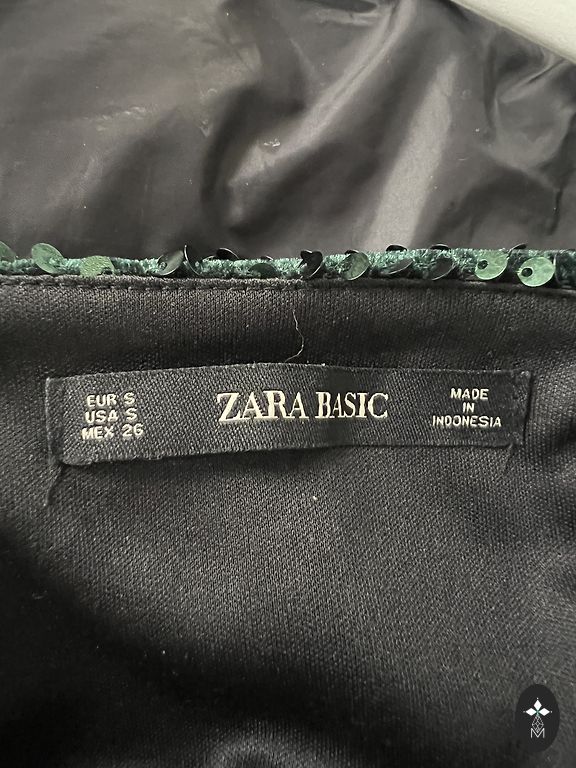 EUR S
USA S
MEX 26
ZARA BASIC
MADE
IN
INDONESIA